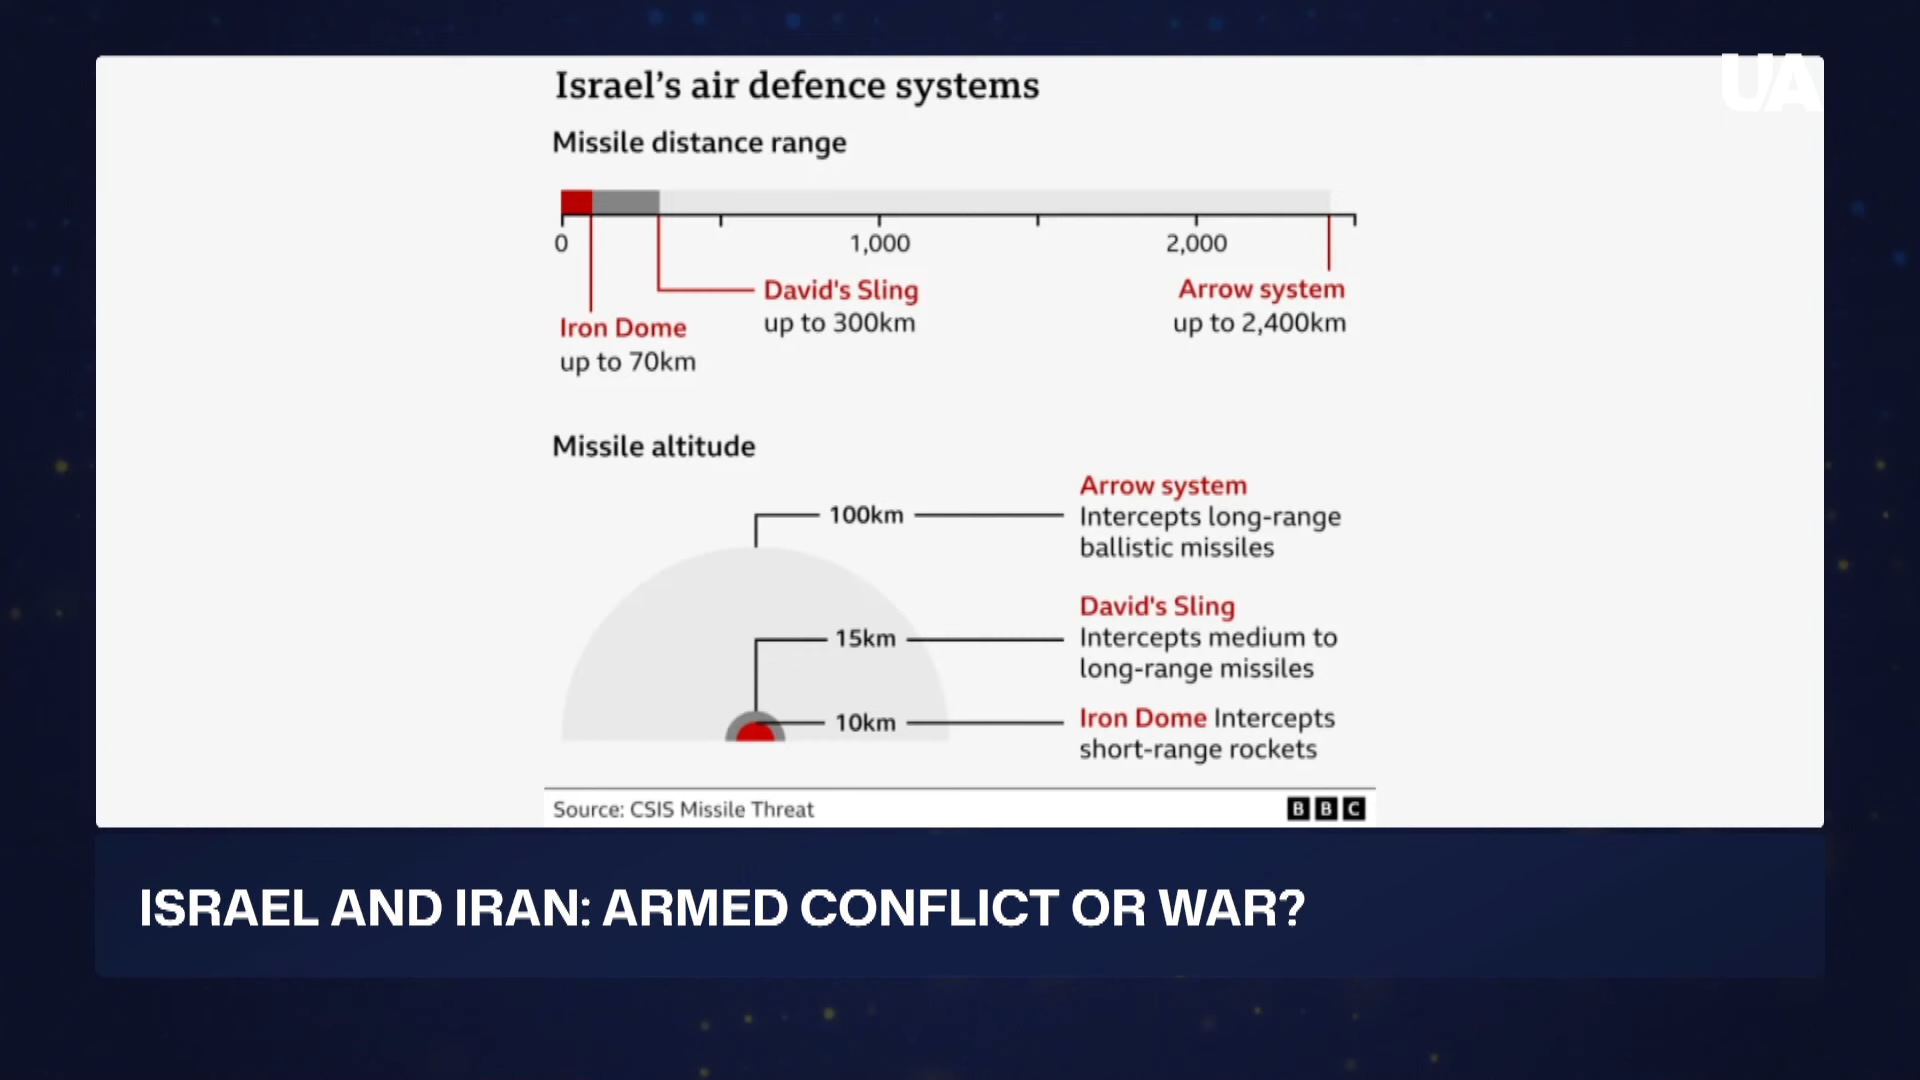 UA
Israel's air defence systems
Missile distance range
0
1,000
2,000
David's Sling
up to 300km
Arrow system
up to 2,400km
Iron Dome
up to 70km
Missile altitude
100km
Arrow system
Intercepts long-range
ballistic missiles
15km
David's Sling
Intercepts medium to
long-range missiles
10km
Iron Dome Intercepts
short-range rockets
Source: CSIS Missile Threat
BBC
ISRAEL AND IRAN: ARMED CONFLICT OR WAR?